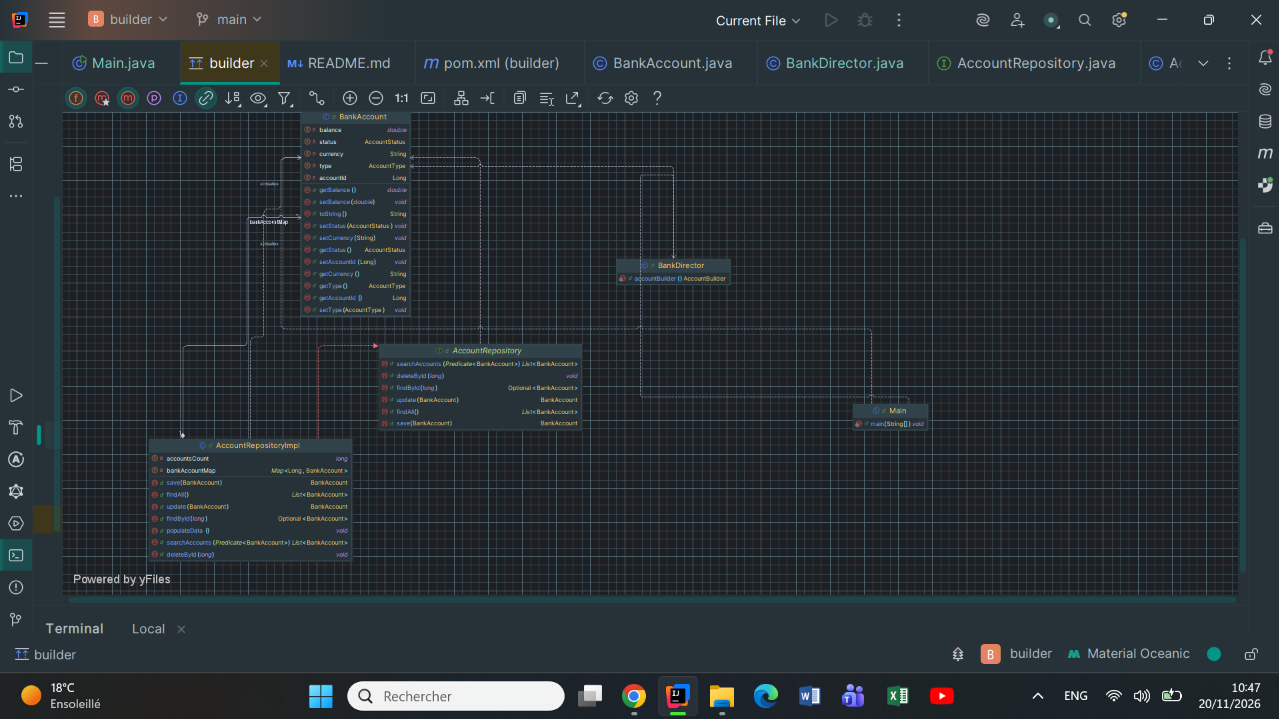 B builder main Current File
Main.java builder README.md pom.xml (builder) BankAccount.java BankDirector.java AccountRepository.java
1:1
BankAccount
balance double
status AccountStatus
currency String
type AccountType
accountId Long
getBalance () double
setBalance(double) void
toString() String
setStatus(AccountStatus) void
setCurrency(String) void
getStatus() AccountStatus
setAccountId (Long) void
getCurrency () String
getType() AccountType
getAccountId () Long
setType(AccountType) void
bankAccountMap
BankDirector
accountBuilder () AccountBuilder
AccountRepository
searchAccounts (Predicate<BankAccount>) List<BankAccount>
deleteById(long) void
findById(long) Optional <BankAccount>
update(BankAccount) BankAccount
findAll() List<BankAccount>
save(BankAccount) BankAccount
Main
main(String[]) void
AccountRepositoryImpl
accountsCount long
bankAccountMap Map<Long, BankAccount>
save(BankAccount) BankAccount
findAll() List<BankAccount>
update(BankAccount) BankAccount
findById(long) Optional <BankAccount>
populateData () void
searchAccounts (Predicate<BankAccount>) List<BankAccount>
deleteById(long) void
Powered by yFiles
Terminal Local
builder B builder Material Oceanic
18°C
Ensoleillé
Rechercher
ENG
10:47
20/11/2026